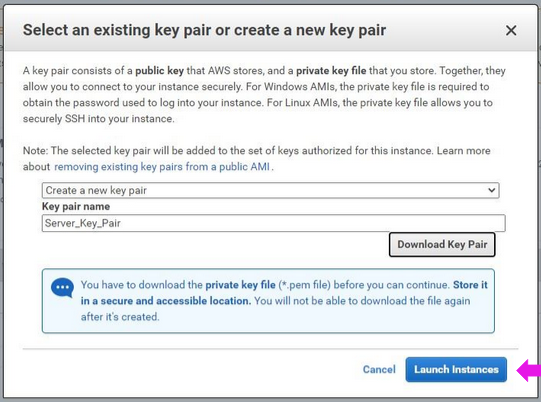 Select an existing key pair or create a new key pair
A key pair consists of a public key that AWS stores, and a private key file that you store. Together, they
allow you to connect to your instance securely. For Windows AMIs, the private key file is required to
obtain the password used to log into your instance. For Linux AMIs, the private key file allows you to
securely SSH into your instance.
Note: The selected key pair will be added to the set of keys authorized for this instance. Learn more
about removing existing key pairs from a public AMI .
Create a new key pair
Key pair name
Server_Key_Pair
Download Key Pair
You have to download the private key file (*.pem file) before you can continue. Store it
in a secure and accessible location. You will not be able to download the file again
after it's created.
Cancel Launch Instances